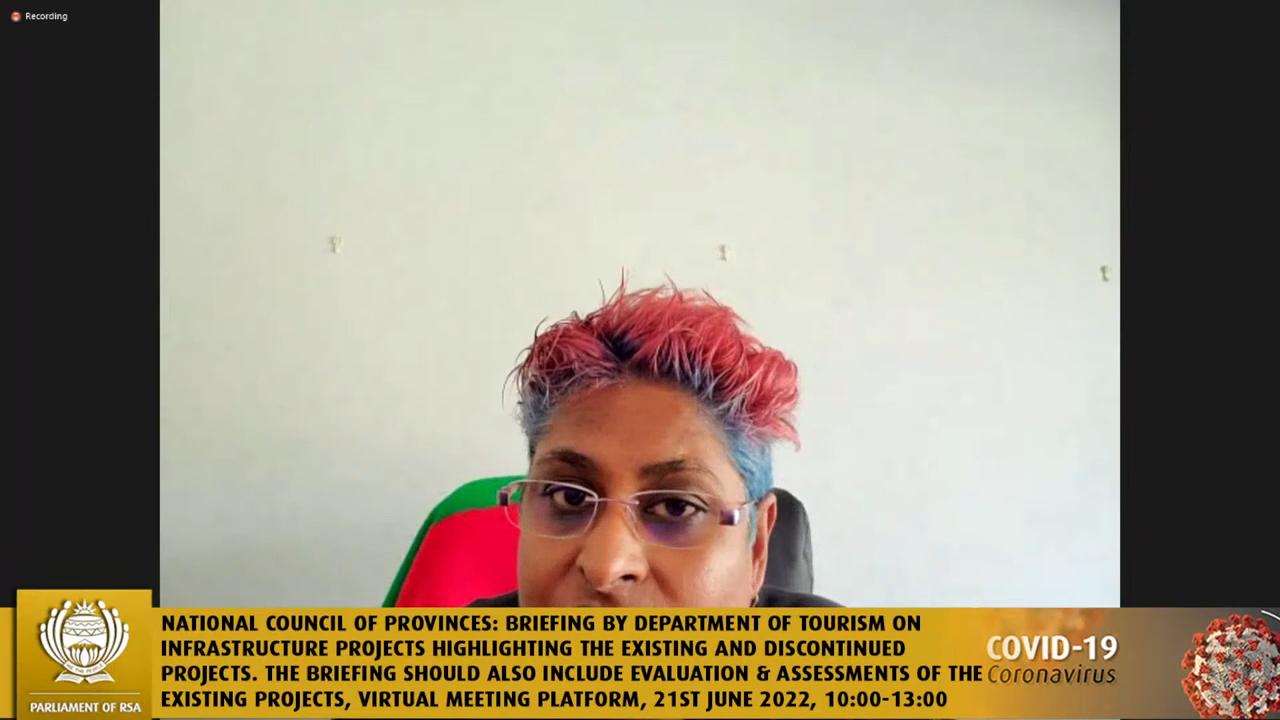 Recording
NATIONAL COUNCIL OF PROVINCES: BRIEFING BY DEPARTMENT OF TOURISM ON
INFRASTRUCTURE PROJECTS HIGHLIGHTING THE EXISTING AND DISCONTINUED
PROJECTS. THE BRIEFING SHOULD ALSO INCLUDE EVALUATION & ASSESSMENTS OF THE
EXISTING PROJECTS, VIRTUAL MEETING PLATFORM, 21ST JUNE 2022, 10:00-13:00
COVID-19
Coronavirus
PARLIAMENT OF RSA